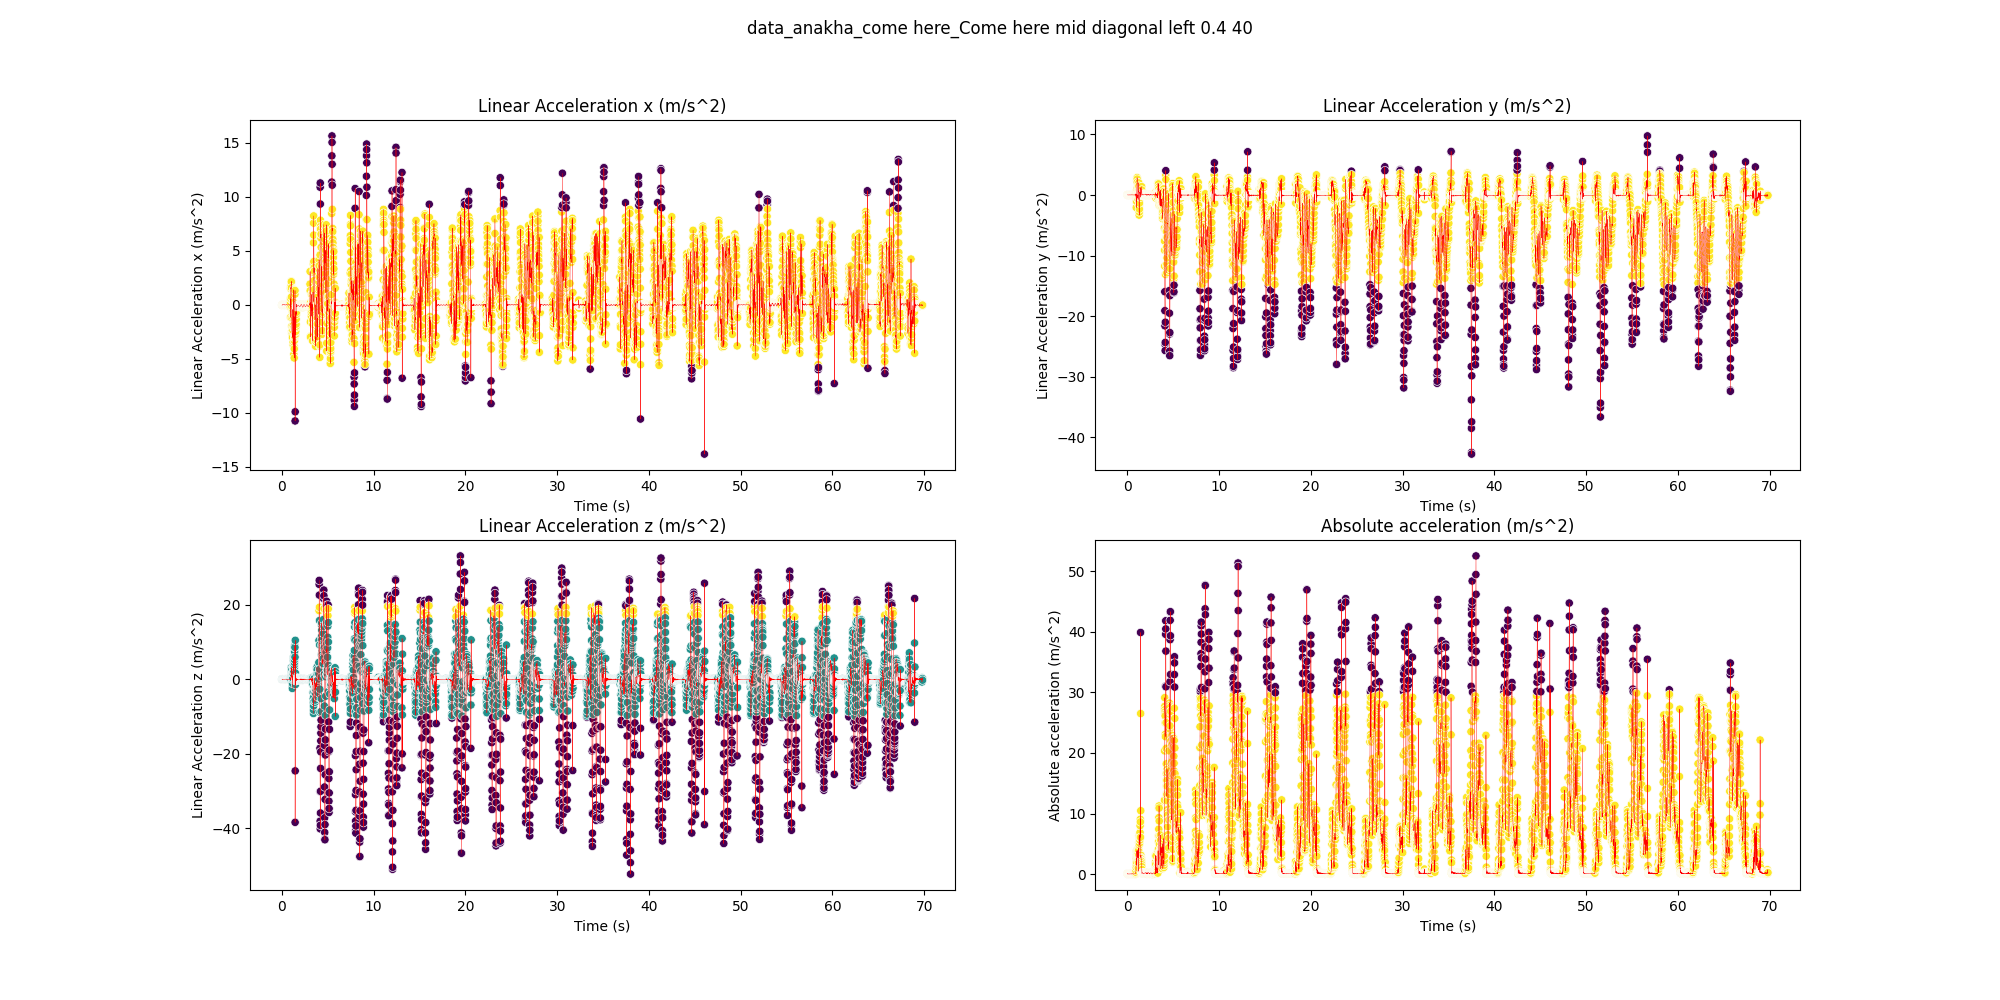 data_anakha_come here_Come here mid diagonal left 0.4 40
Linear Acceleration x (m/s^2)
Linear Acceleration x (m/s^2)
15
10
5
0
−5
−10
−15
0 10 20 30 40 50 60 70
Time (s)
Linear Acceleration y (m/s^2)
Linear Acceleration y (m/s^2)
10
0
−10
−20
−30
−40
0 10 20 30 40 50 60 70
Time (s)
Linear Acceleration z (m/s^2)
Linear Acceleration z (m/s^2)
20
0
−20
−40
0 10 20 30 40 50 60 70
Time (s)
Absolute acceleration (m/s^2)
Absolute acceleration (m/s^2)
50
40
30
20
10
0
0 10 20 30 40 50 60 70
Time (s)